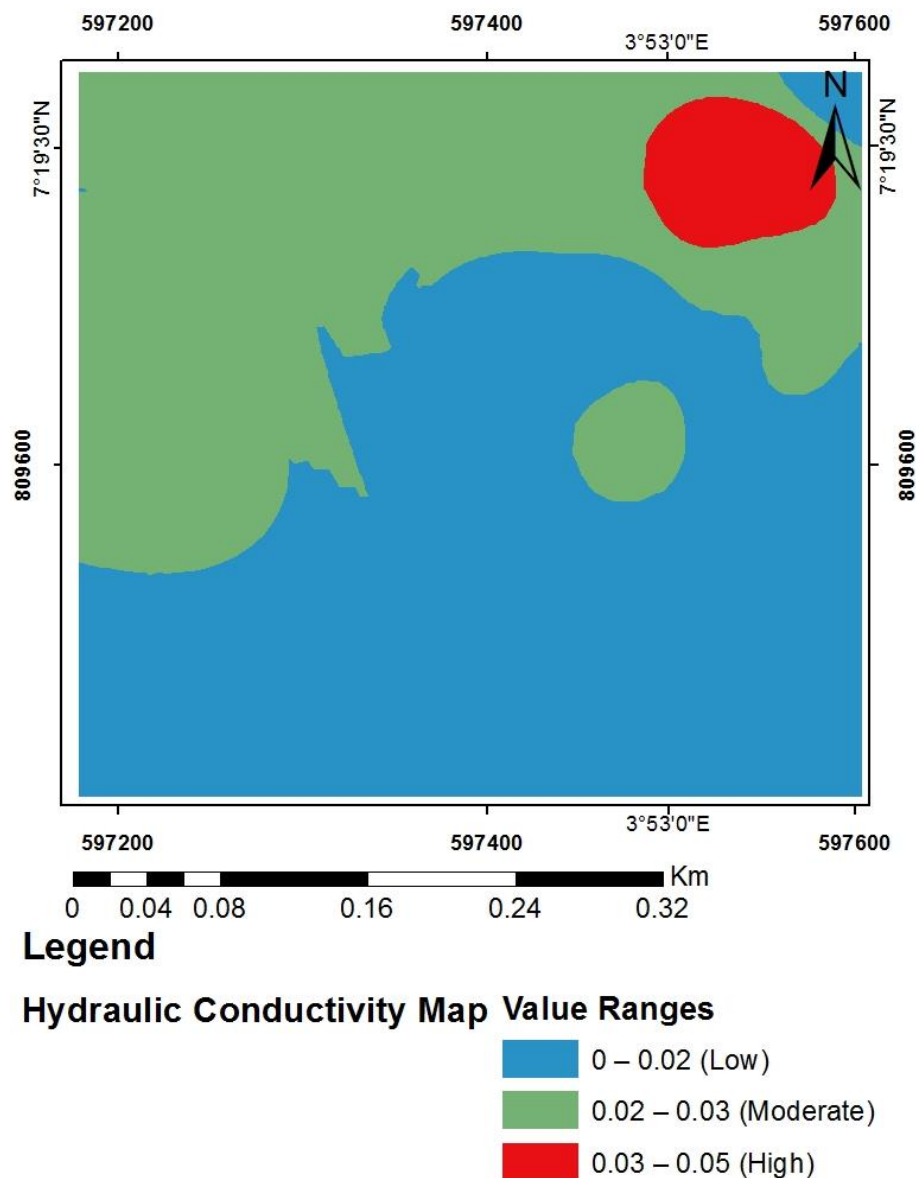 597200 597400 597600
3°53'0"E
N
7°19'30"N 7°19'30"N
809600 809600
3°53'0"E
597200 597400 597600
Km
0 0.04 0.08 0.16 0.24 0.32
Legend
Hydraulic Conductivity Map Value Ranges
0 – 0.02 (Low)
0.02 – 0.03 (Moderate)
0.03 – 0.05 (High)